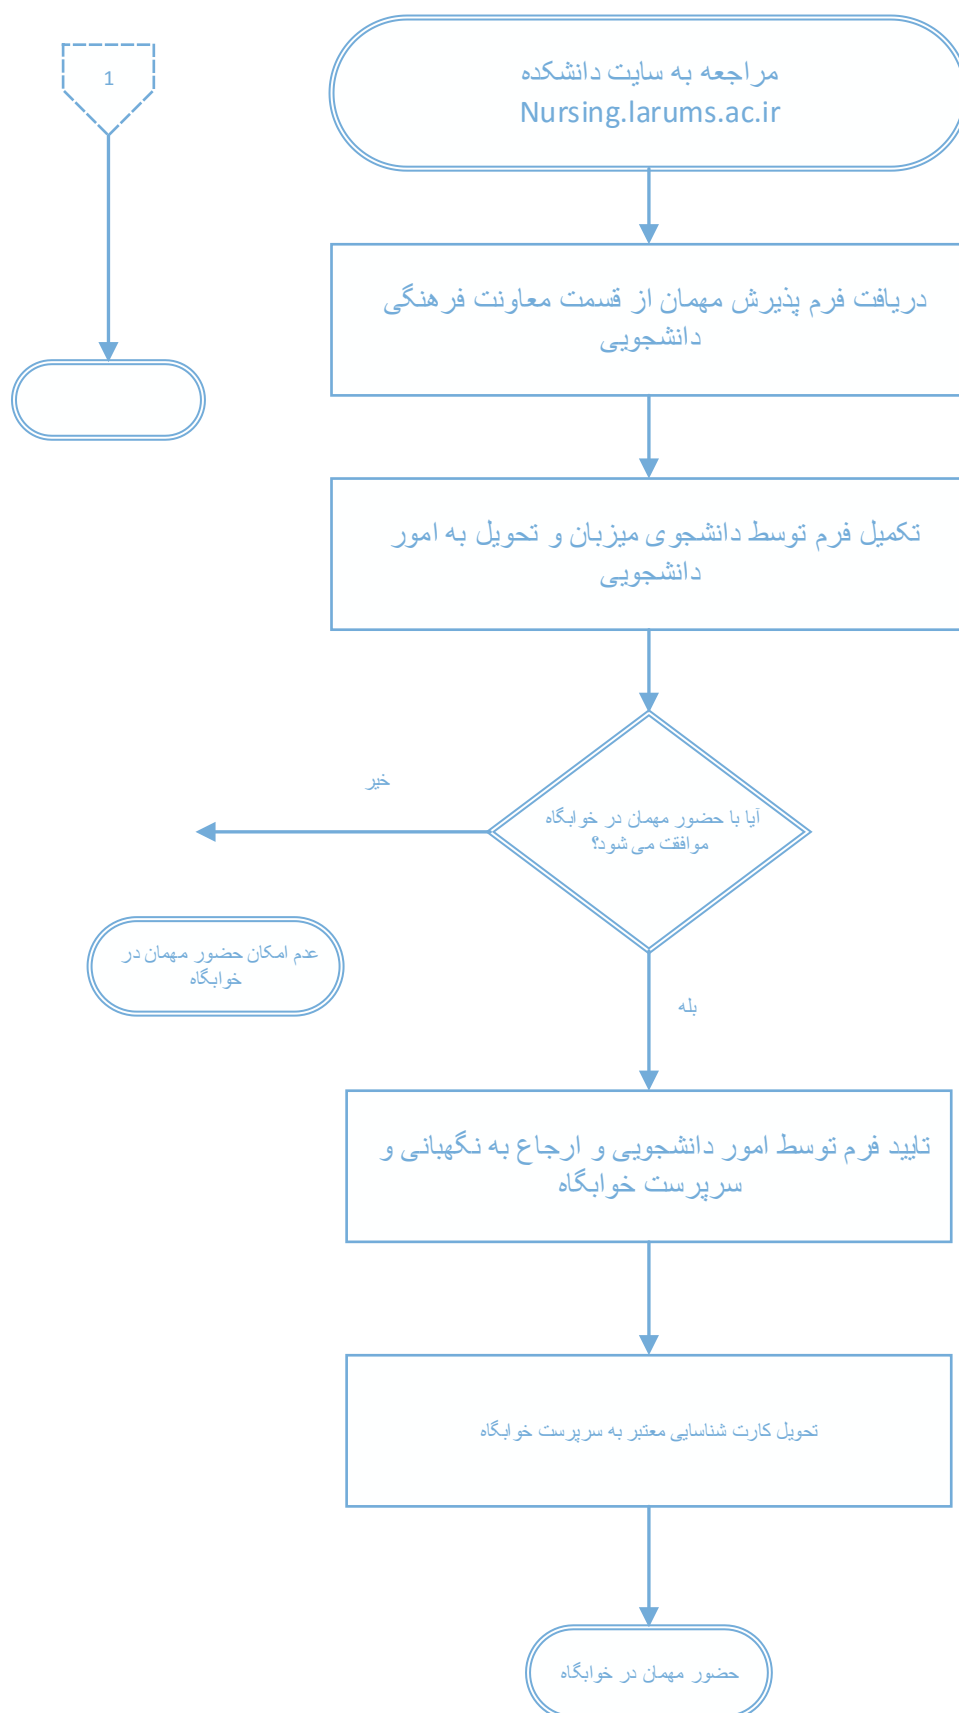 1
مراجعه به سایت دانشکده
Nursing.larums.ac.ir
دریافت فرم پذیرش مهمان از قسمت معاونت فرهنگی
دانشجویی
تکمیل فرم توسط دانشجوی میزبان و تحویل به امور
دانشجویی
آیا با حضور مهمان در خوابگاه
موافقت می شود؟
خیر
عدم امکان حضور مهمان در
خوابگاه
بله
تایید فرم توسط امور دانشجویی و ارجاع به نگهبانی و
سرپرست خوابگاه
تحویل کارت شناسایی معتبر به سرپرست خوابگاه
حضور مهمان در خوابگاه